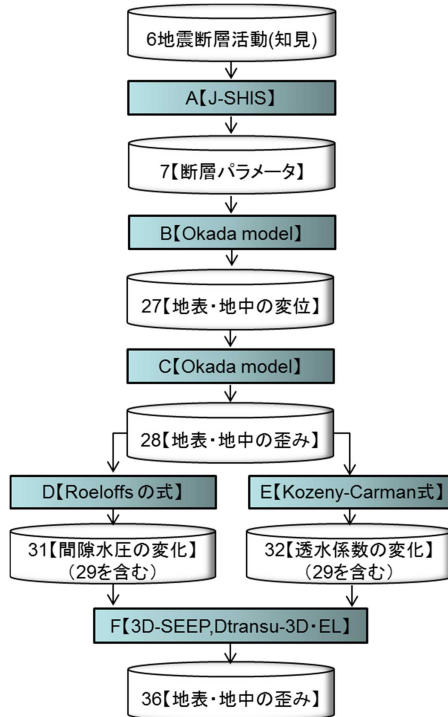 6地震断層活動(知見)
A【J-SHIS】
7【断層パラメータ】
B【Okada model】
27【地表・地中の変位】
C【Okada model】
28【地表・地中の歪み】
D【Roeloffs の式】
E【Kozeny-Carman式】
31【間隙水圧の変化】
(29を含む)
32【透水係数の変化】
(29を含む)
F【3D-SEEP,Dtransu-3D・EL】
36【地表・地中の歪み】